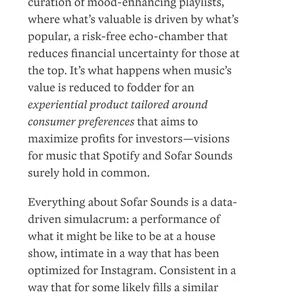 curation of mood-enhancing playlists,
where what’s valuable is driven by what’s
popular, a risk-free echo-chamber that
reduces financial uncertainty for those at
the top. It’s what happens when music’s
value is reduced to fodder for an
experiential product tailored around
consumer preferences that aims to
maximize profits for investors—visions
for music that Spotify and Sofar Sounds
surely hold in common.
Everything about Sofar Sounds is a data-
driven simulacrum: a performance of
what it might be like to be at a house
show, intimate in a way that has been
optimized for Instagram. Consistent in a
way that for some likely fills a similar